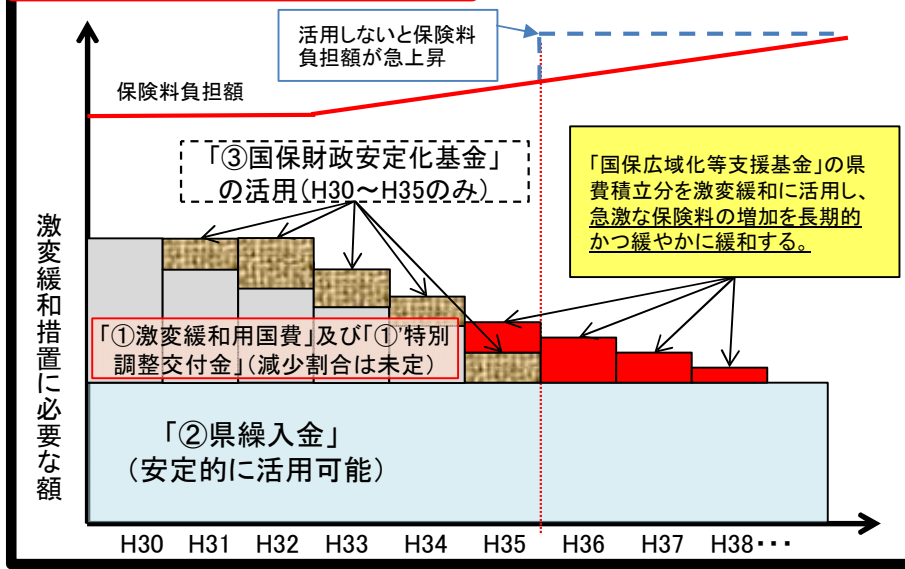 活用しないと保険料
負担額が急上昇
保険料負担額
「③国保財政安定化基金」
の活用(H30～H35のみ)
「国保広域化等支援基金」の県
費積立分を激変緩和に活用し、
急激な保険料の増加を長期的
かつ緩やかに緩和する。
激変緩和措置に必要な額
「①激変緩和用国費」及び「①’特別
調整交付金」(減少割合は未定)
「②県繰入金」
(安定的に活用可能)
H30 H31 H32 H33 H34 H35 H36 H37 H38･･･